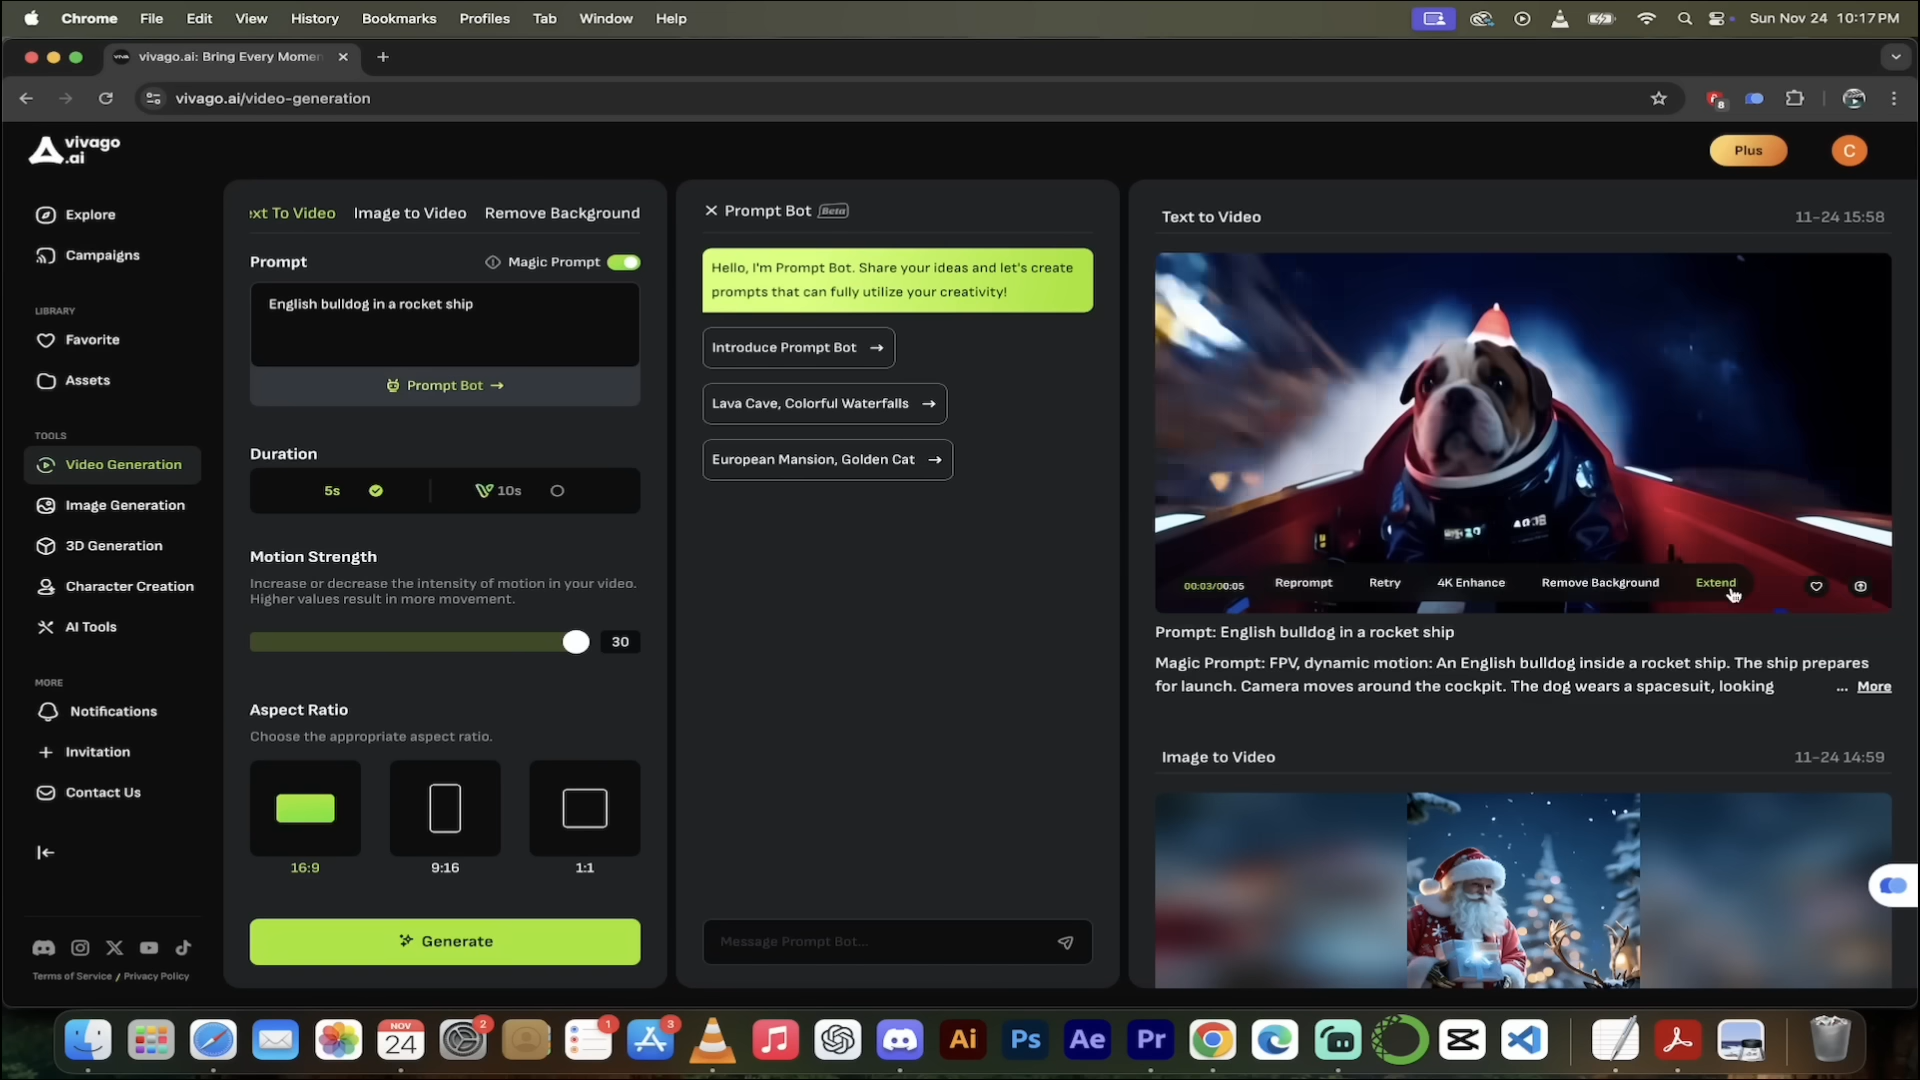 Chrome File Edit View History Bookmarks Profiles Tab Window Help
Sun Nov 24 10:17 PM
vivago.ai: Bring Every Momen
vivago.ai/video-generation
8
vivago
.ai
Plus
C
Explore
Campaigns
LIBRARY
Favorite
Assets
TOOLS
Video Generation
Image Generation
3D Generation
Character Creation
AI Tools
MORE
Notifications
Invitation
Contact Us
Terms of Service / Privacy Policy
ext To Video Image to Video Remove Background
Prompt
Magic Prompt
English bulldog in a rocket ship
Prompt Bot →
Duration
5s
10s
Motion Strength
Increase or decrease the intensity of motion in your video.
Higher values result in more movement.
30
Aspect Ratio
Choose the appropriate aspect ratio.
16:9 9:16 1:1
Generate
Prompt Bot Beta
Hello, I'm Prompt Bot. Share your ideas and let's create
prompts that can fully utilize your creativity!
Introduce Prompt Bot →
Lava Cave, Colorful Waterfalls →
European Mansion, Golden Cat →
Message Prompt Bot...
Text to Video 11-24 15:58
00:03/00:05 Reprompt Retry 4K Enhance Remove Background Extend
Prompt: English bulldog in a rocket ship
Magic Prompt: FPV, dynamic motion: An English bulldog inside a rocket ship. The ship prepares
for launch. Camera moves around the cockpit. The dog wears a spacesuit, looking ... More
Image to Video 11-24 14:59
NOV
24
2
1
3
Ai
Ps
Ae
Pr